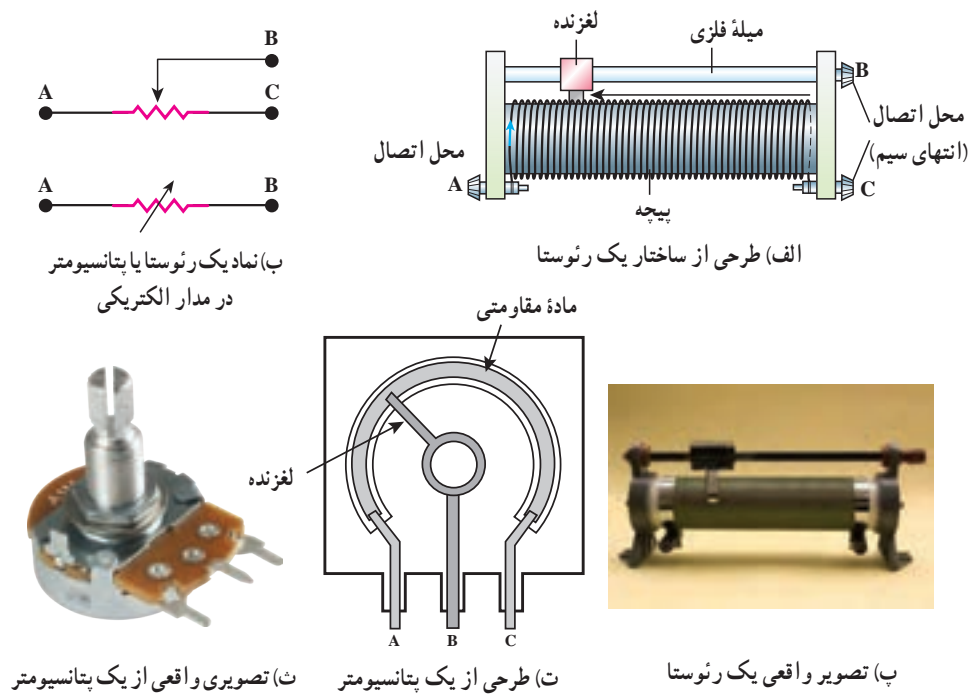 لغزنده
میلهٔ فلزی
B
محل اتصال
(انتهای سیم)
C
محل اتصال
A
پیچه
الف) طرحی از ساختار یک رئوستا
B
A
C
A
B
ب) نماد یک رئوستا یا پتانسیومتر
در مدار الکتریکی
مادهٔ مقاومتی
لغزنده
A
B
C
پ) تصویر واقعی یک رئوستا
ت) طرحی از یک پتانسیومتر
ث) تصویری واقعی از یک پتانسیومتر